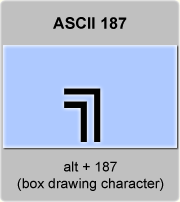 ASCII 187
╗
alt + 187
(box drawing character)